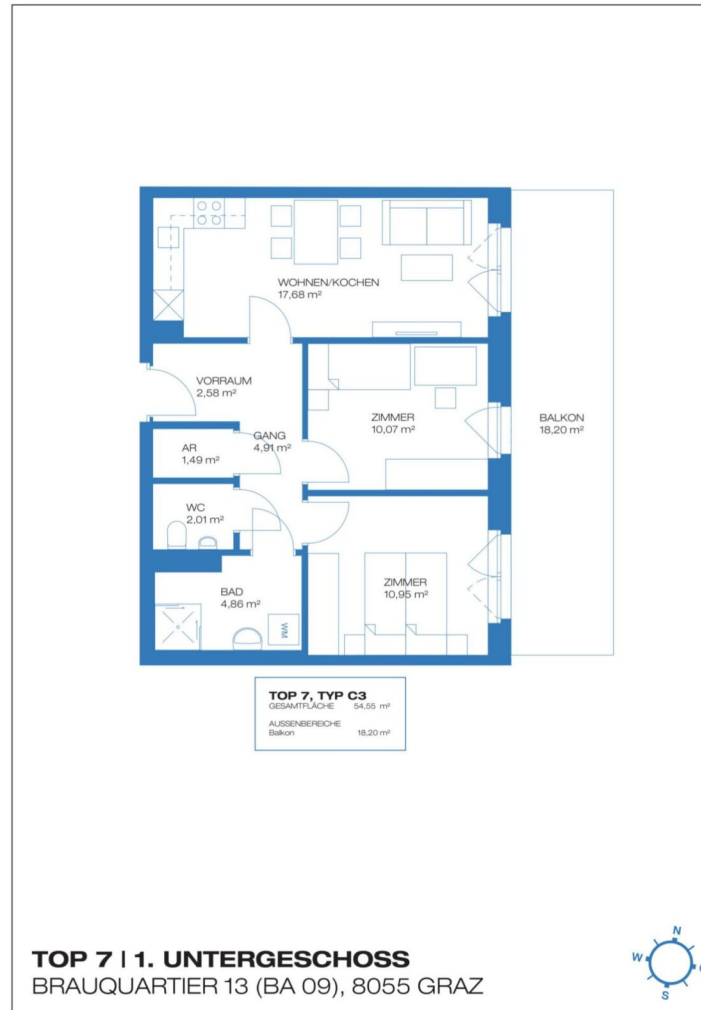 WOHNEN/KOCHEN
17,68 m²
VORRAUM
2,58 m²
ZIMMER
10,07 m²
BALKON
18,20 m²
GANG
4,91 m²
AR
1,49 m²
WC
2,01 m²
ZIMMER
10,95 m²
BAD
4,86 m²
WM
TOP 7, TYP C3
GESAMTFLÄCHE 54,55 m²
AUSSENBEREICHE
Balkon 18,20 m²
TOP 7 | 1. UNTERGESCHOSS
BRAUQUARTIER 13 (BA 09), 8055 GRAZ
N
W
S